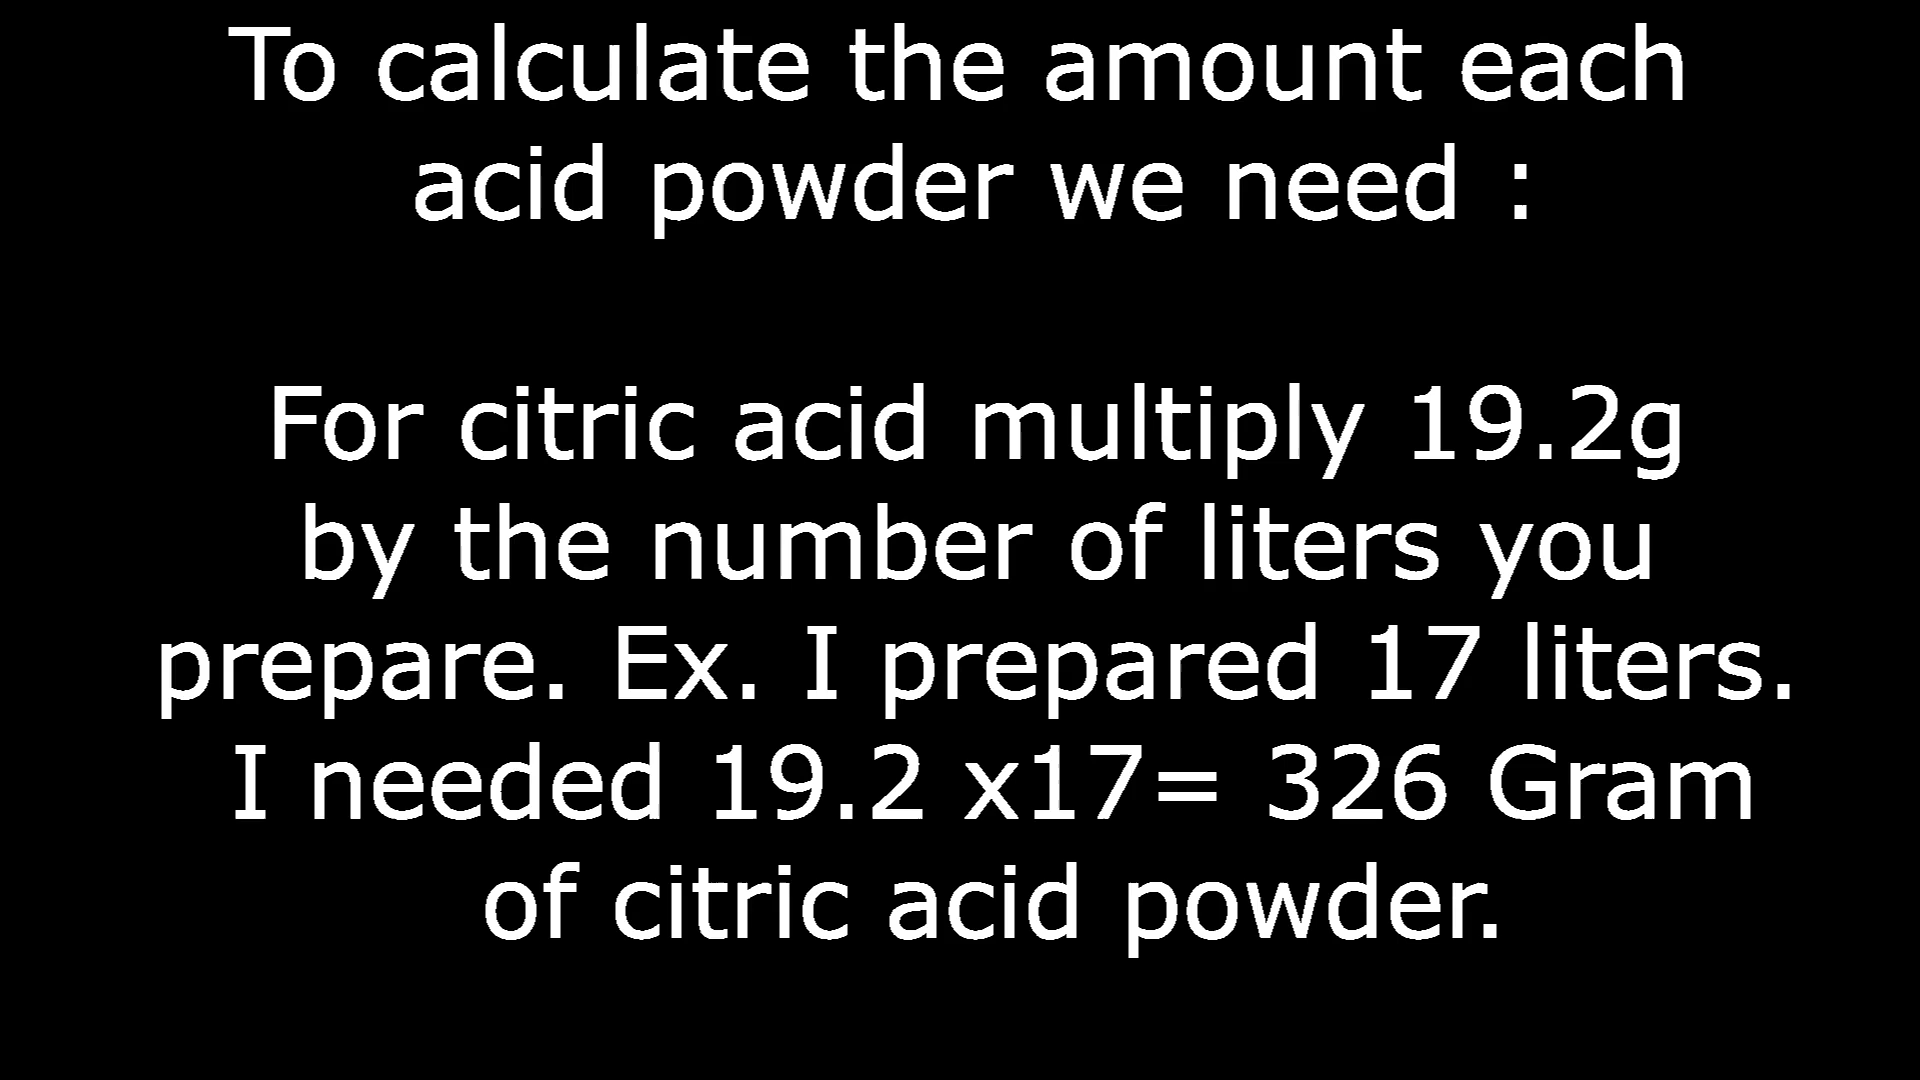 To calculate the amount each
acid powder we need :
For citric acid multiply 19.2g
by the number of liters you
prepare. Ex. I prepared 17 liters.
I needed 19.2 x17= 326 Gram
of citric acid powder.